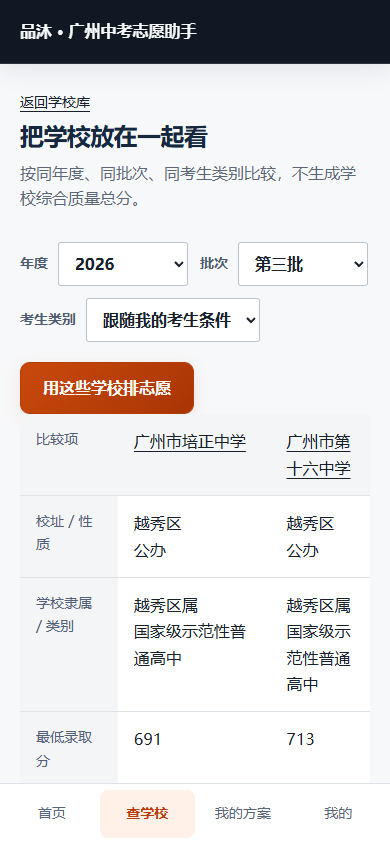 品沐 • 广州中考志愿助手
返回学校库
把学校放在一起看
按同年度、同批次、同考生类别比较，不生成学
校综合质量总分。
年度 2026 批次 第三批
考生类别 跟随我的考生条件
用这些学校排志愿
比较项 广州市培正中学 广州市第
十六中学
校址 / 性 越秀区 越秀区
质 公办 公办
学校隶属 越秀区属 越秀区属
/ 类别 国家级示范性普 国家级示
通高中 范性普通
高中
最低录取 691 713
分
首页 查学校 我的方案 我的